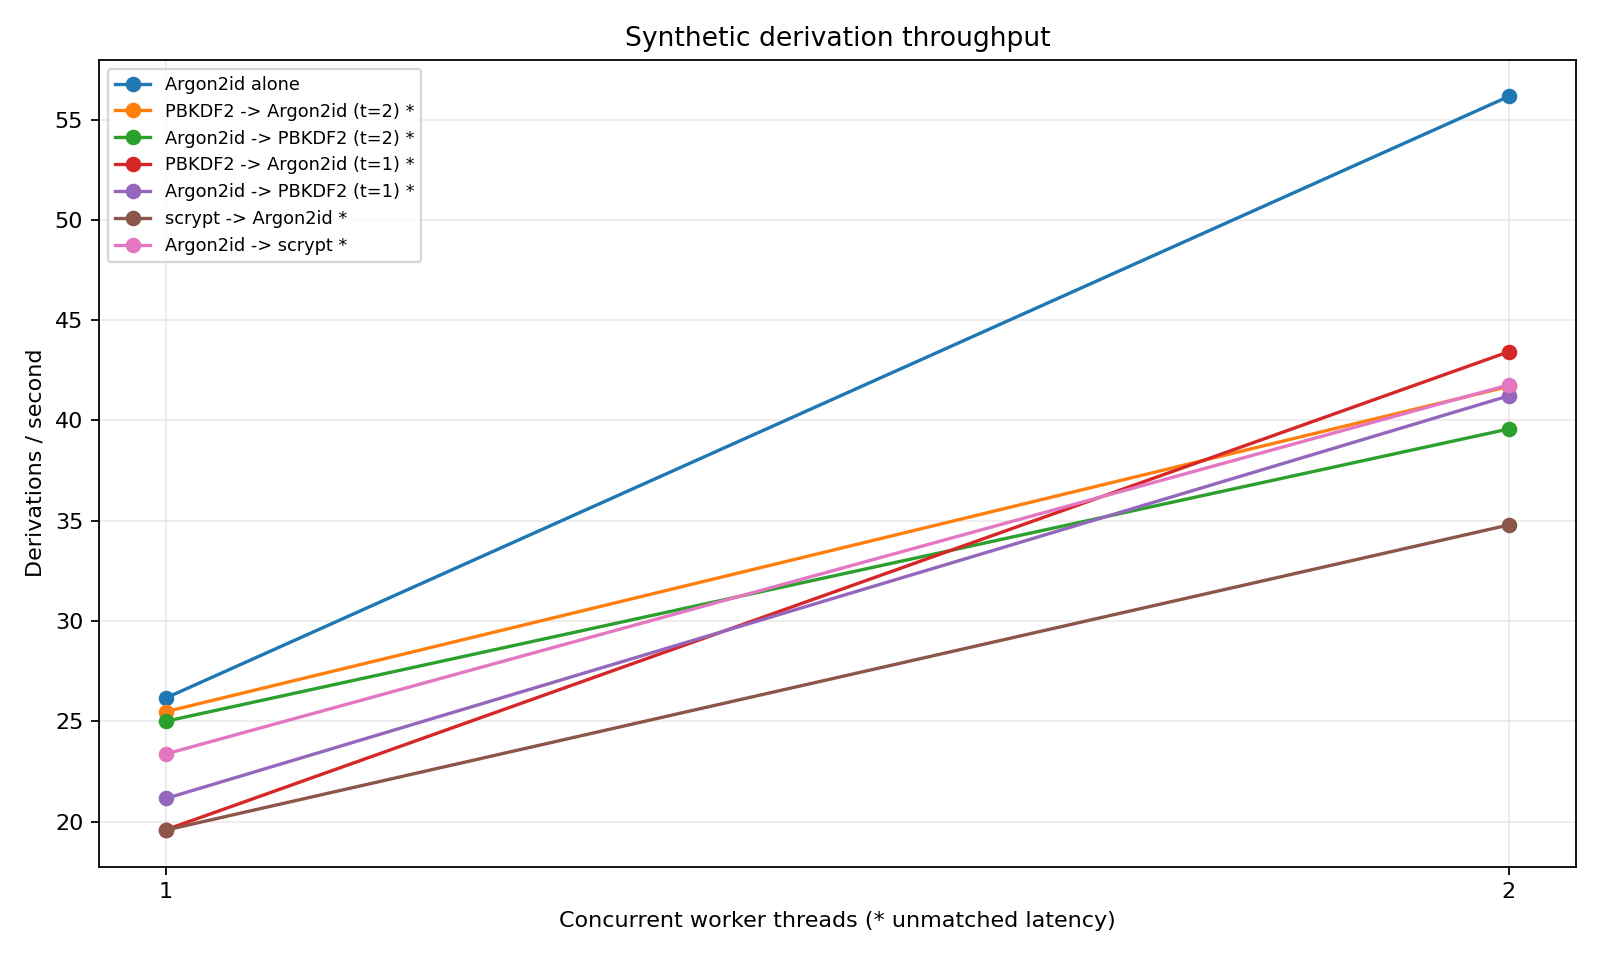 Synthetic derivation throughput
Argon2id alone
PBKDF2 -> Argon2id (t=2) *
Argon2id -> PBKDF2 (t=2) *
PBKDF2 -> Argon2id (t=1) *
Argon2id -> PBKDF2 (t=1) *
scrypt -> Argon2id *
Argon2id -> scrypt *
Derivations / second
55
50
45
40
35
30
25
20
1
2
Concurrent worker threads (* unmatched latency)